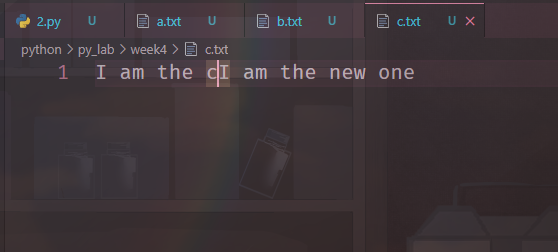 2.py U a.txt U b.txt U c.txt U ×
python > py_lab > week4 > c.txt
1 I am the cI am the new one